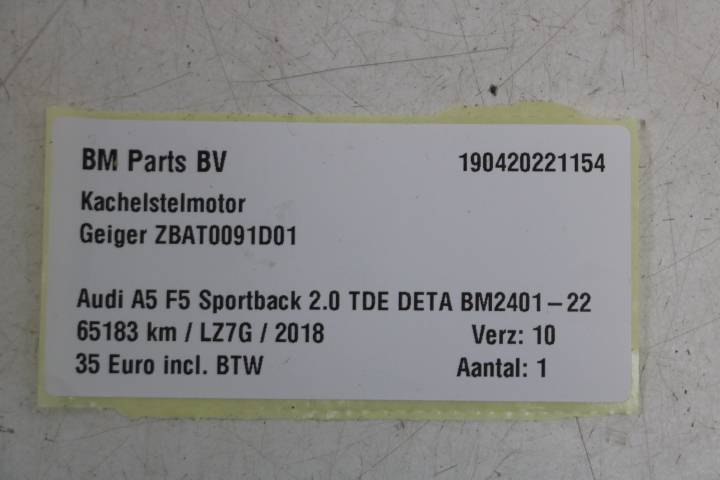 BM Parts BV 190420221154
Kachelstelmotor
Geiger ZBAT0091D01
Audi A5 F5 Sportback 2.0 TDE DETA BM2401-22
65183 km / LZ7G / 2018 Verz: 10
35 Euro incl. BTW Aantal: 1